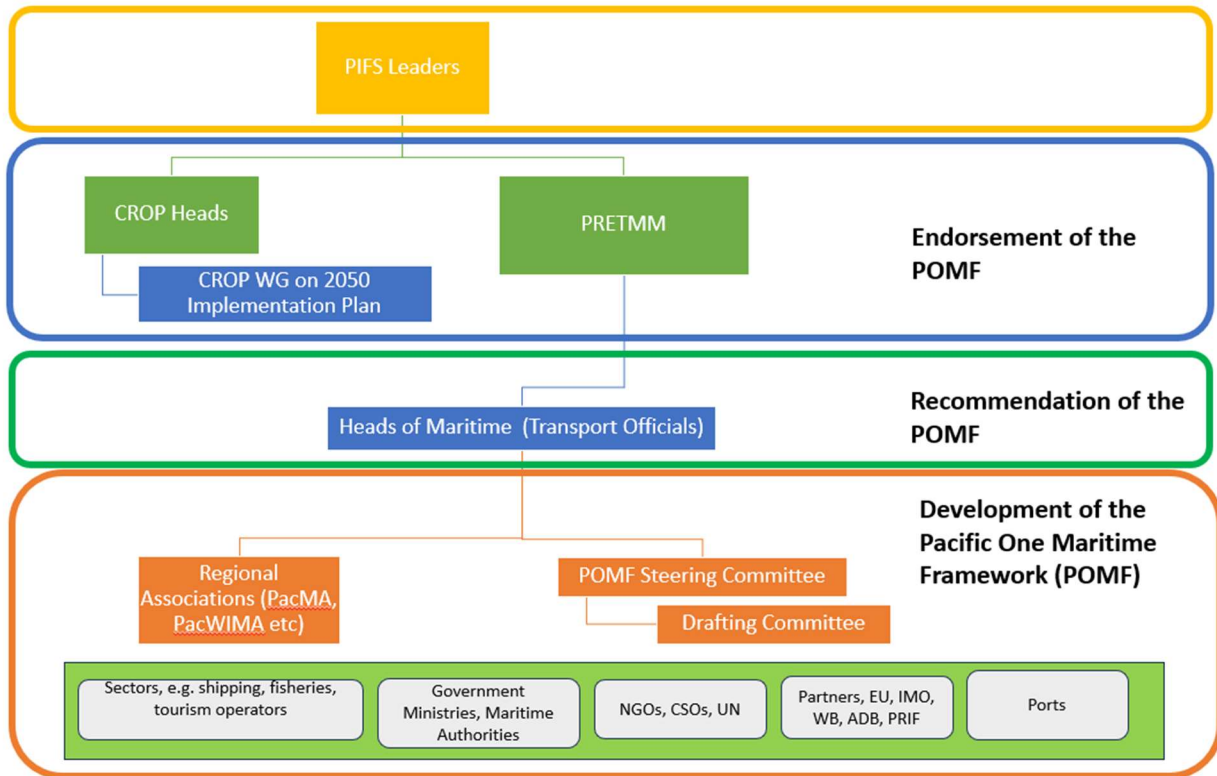 PIFS Leaders
CROP Heads
PRETMM
CROP WG on 2050
Implementation Plan
Endorsement of the
POMF
Heads of Maritime (Transport Officials)
Recommendation of the
POMF
Regional
Associations (PacMA,
PacWIMA etc)
POMF Steering Committee
Drafting Committee
Development of the
Pacific One Maritime
Framework (POMF)
Sectors, e.g. shipping, fisheries,
tourism operators
Government
Ministries, Maritime
Authorities
NGOs, CSOs, UN
Partners, EU, IMO,
WB, ADB, PRIF
Ports